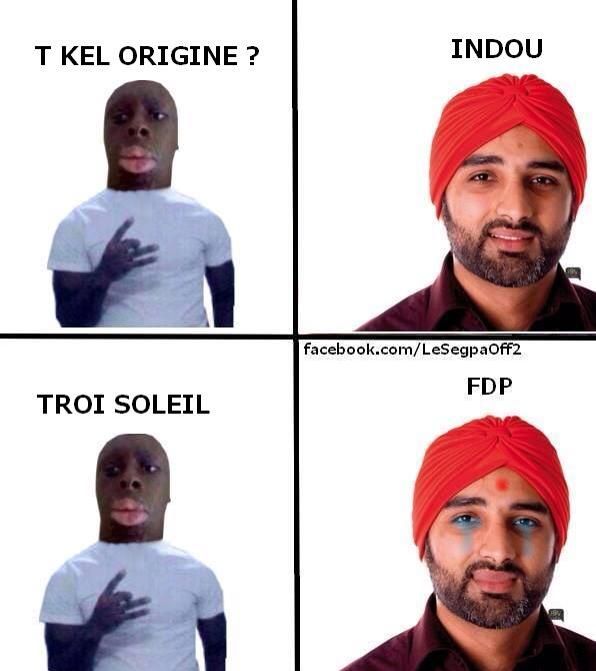 T KEL ORIGINE ?
INDOU
TROI SOLEIL
facebook.com/LeSegpaOff2
FDP